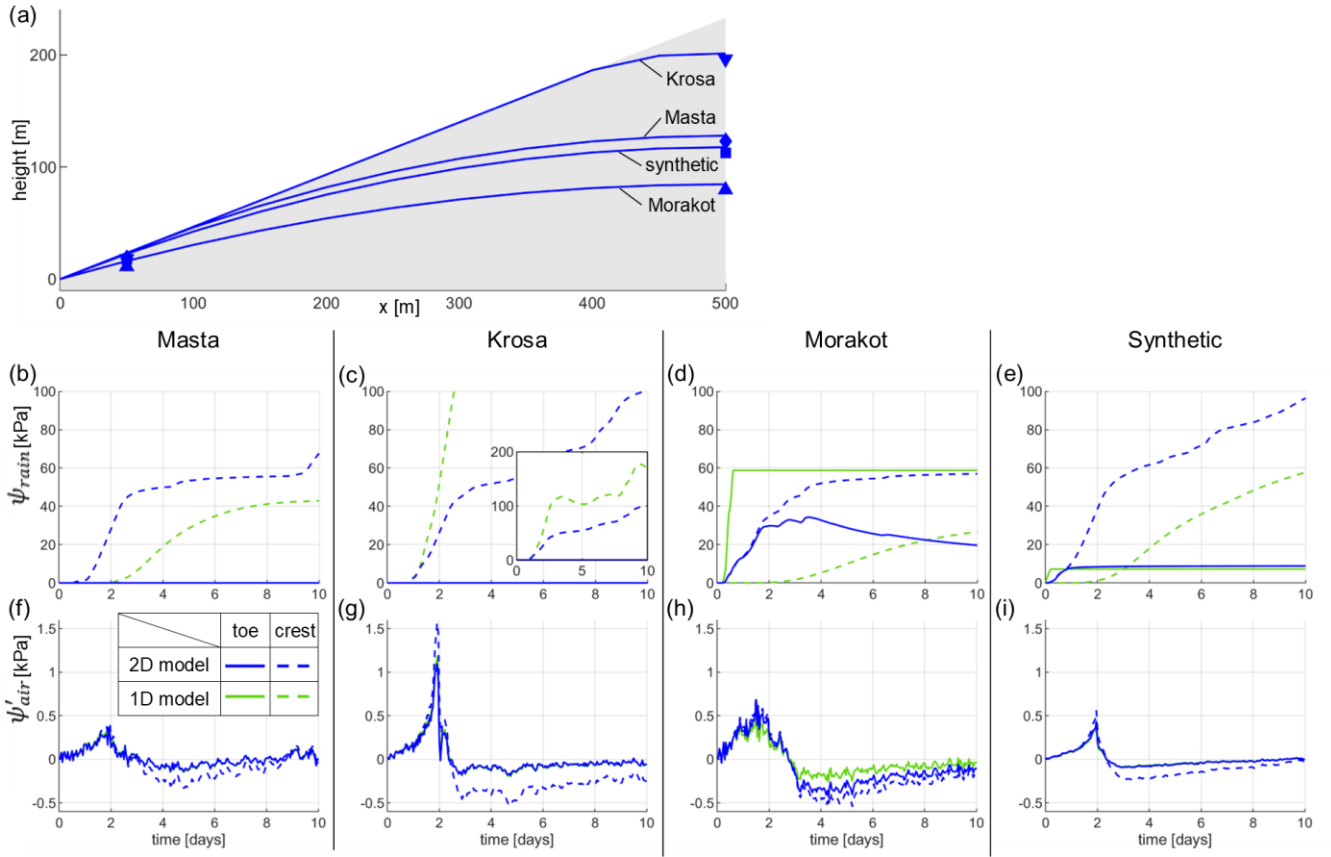 (a)
200
100
0
height [m]
Krosa
Masta
synthetic
Morakot
0 100 200 300 400 500
x [m]
Masta Krosa Morakot Synthetic
(b) (c) (d) (e)
ψrain[kPa]
100 100 100 100
80 80 80 80
60 60 60 60
40 40 40 40
20 20 20 20
0 0 0 0
200
100
0
0 5 10
0 2 4 6 8 10 0 2 4 6 8 10 0 2 4 6 8 10 0 2 4 6 8 10
(f) (g) (h) (i)
toe crest
2D model
1D model
ψ′air [kPa]
1.5 1.5 1.5 1.5
1 1 1 1
0.5 0.5 0.5 0.5
0 0 0 0
-0.5 -0.5 -0.5 -0.5
0 2 4 6 8 10 0 2 4 6 8 10 0 2 4 6 8 10 0 2 4 6 8 10
time [days] time [days] time [days] time [days]